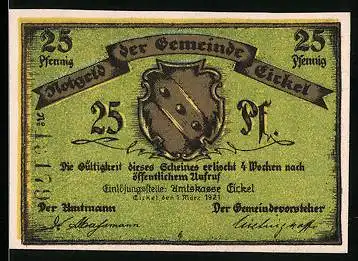 25 Pfennig
25 Pfennig
Notgeld der Gemeinde Eickel
25 Pf.
Die Gültigkeit dieses Scheines erlischt 4 Wochen nach
öffentlichem Aufruf
Einlösungsstelle: Amtskasse Eickel
Eickel den 1 März 1921
Der Amtmann
Der Gemeindevorsteher